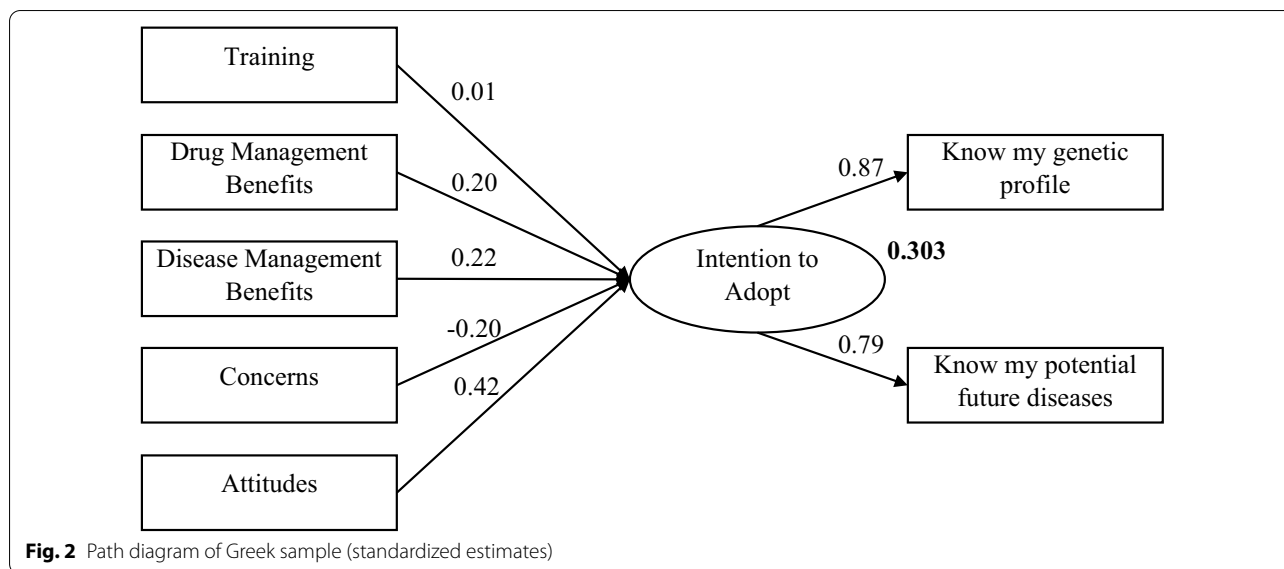 Training
0.01
Drug Management
Benefits
0.20
Disease Management
Benefits
0.22
Concerns
-0.20
Attitudes
0.42
Intention to
Adopt
0.303
0.87
Know my genetic
profile
0.79
Know my potential
future diseases
Fig. 2 Path diagram of Greek sample (standardized estimates)